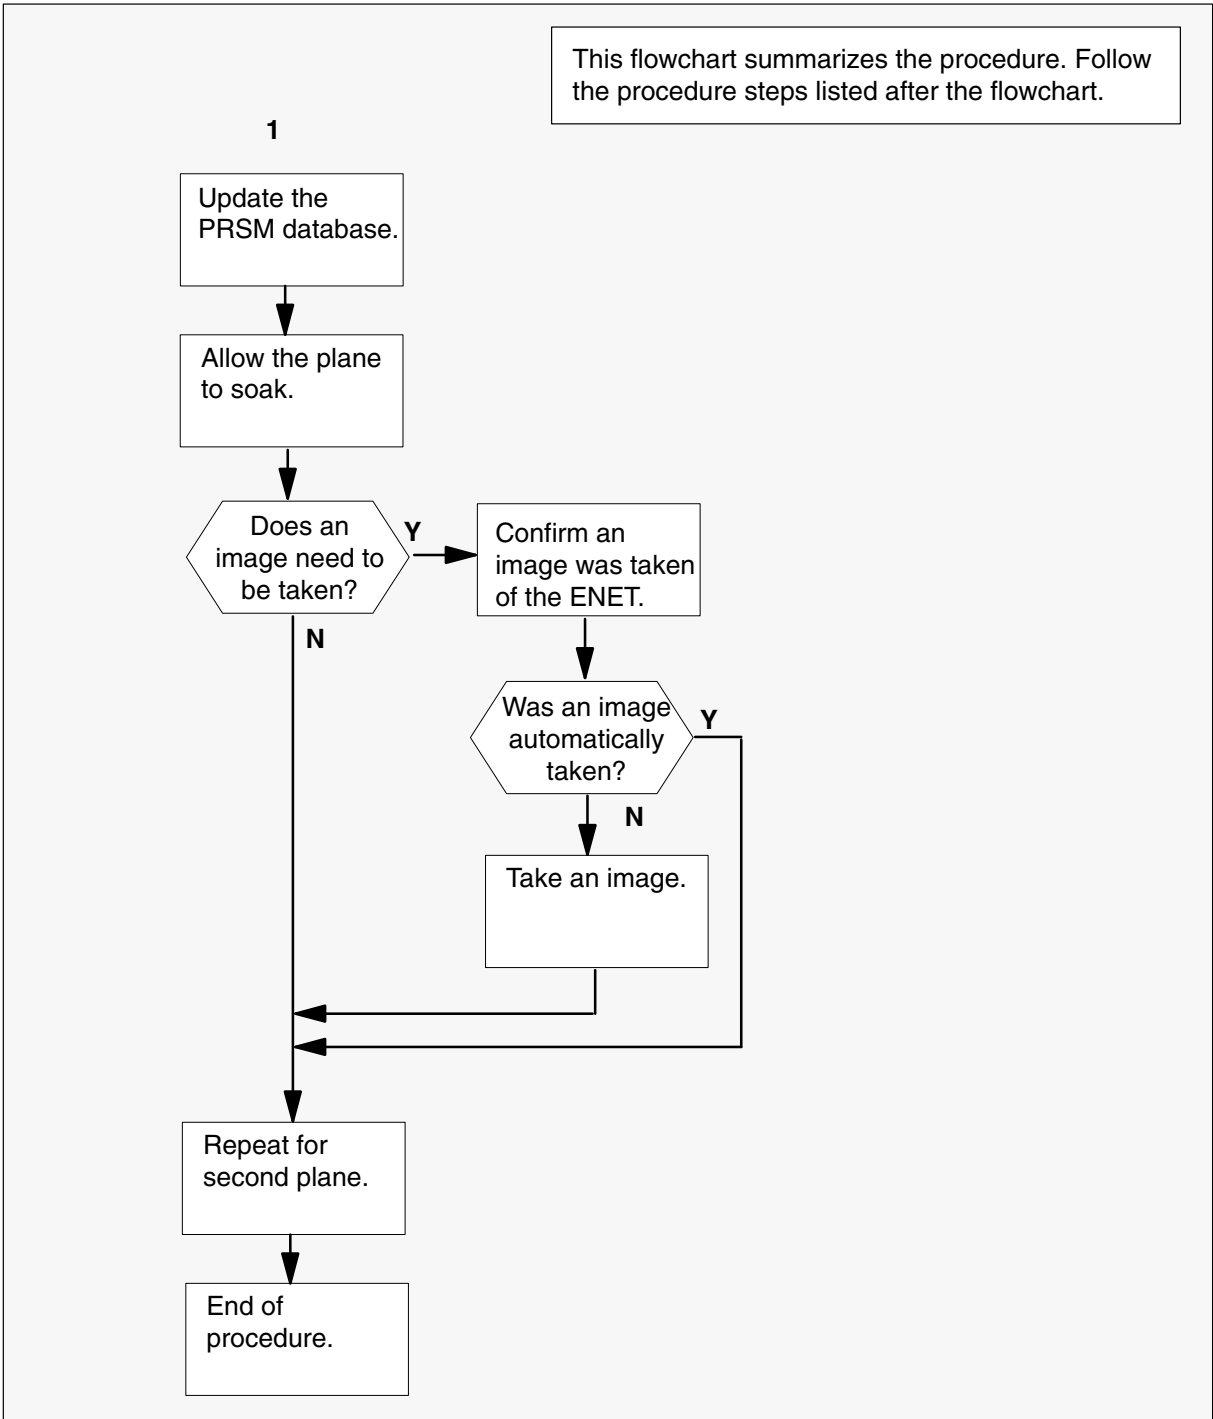 This flowchart summarizes the procedure. Follow
the procedure steps listed after the flowchart.
1
Update the
PRSM database.
Allow the plane
to soak.
Does an
image need to
be taken?
Y
N
Confirm an
image was taken
of the ENET.
Was an image
automatically
taken?
Y
N
Take an image.
Repeat for
second plane.
End of
procedure.